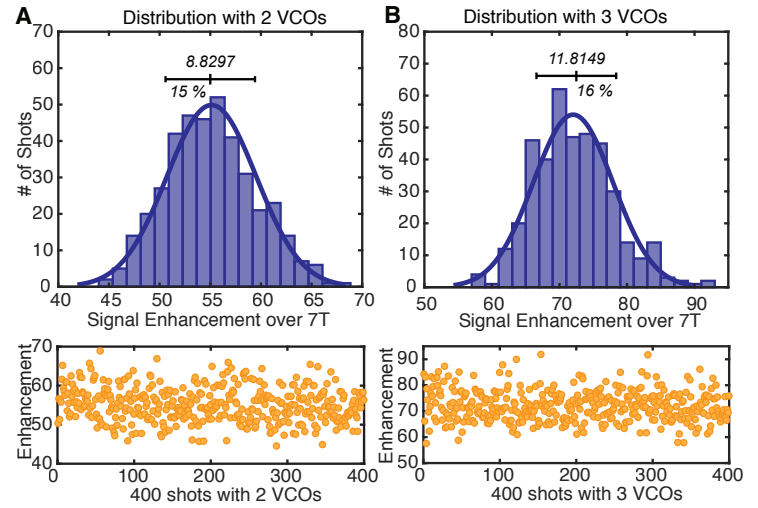 A
Distribution with 2 VCOs
70
60
50
40
30
20
10
0
# of Shots
8.8297
15 %
40 45 50 55 60 65 70
Signal Enhancement over 7T
B
Distribution with 3 VCOs
80
70
60
50
40
30
20
10
0
# of Shots
11.8149
16 %
50 60 70 80 90
Signal Enhancement over 7T
70
60
50
40
Enhancement
0 100 200 300 400
400 shots with 2 VCOs
90
80
70
60
50
Enhancement
0 100 200 300 400
400 shots with 3 VCOs